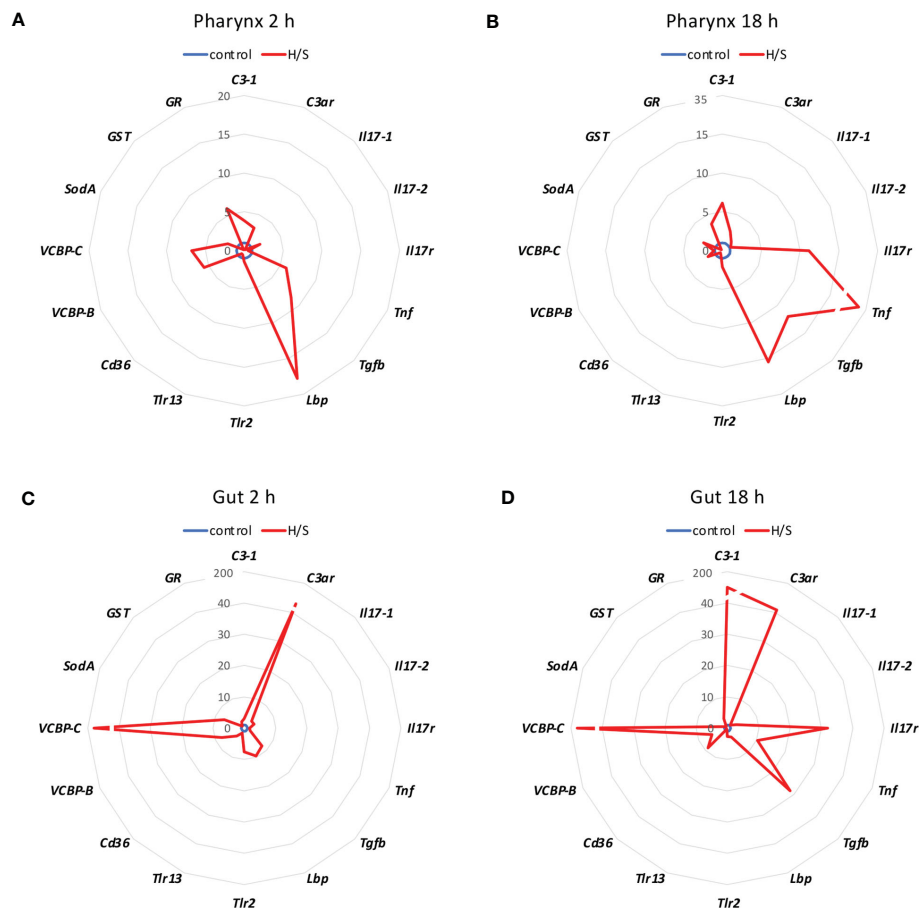 A
Pharynx 2 h
control H/S
C3-1
20
GR
C3ar
15
GST
Il17-1
10
SodA
Il17-2
5
VCBP-C
0
Il17r
VCBP-B
Tnf
Cd36
Tgfb
Tlr13
Lbp
Tlr2
B
Pharynx 18 h
control H/S
C3-1
35
GR
C3ar
15
GST
Il17-1
10
SodA
Il17-2
5
VCBP-C
0
Il17r
VCBP-B
Tnf
Cd36
Tgfb
Tlr13
Lbp
Tlr2
C
Gut 2 h
control H/S
C3-1
200
GR
C3ar
40
GST
Il17-1
30
SodA
Il17-2
20
10
VCBP-C
0
Il17r
VCBP-B
Tnf
Cd36
Tgfb
Tlr13
Lbp
Tlr2
D
Gut 18 h
control H/S
C3-1
200
GR
C3ar
40
GST
Il17-1
30
SodA
Il17-2
20
10
VCBP-C
0
Il17r
VCBP-B
Tnf
Cd36
Tgfb
Tlr13
Lbp
Tlr2